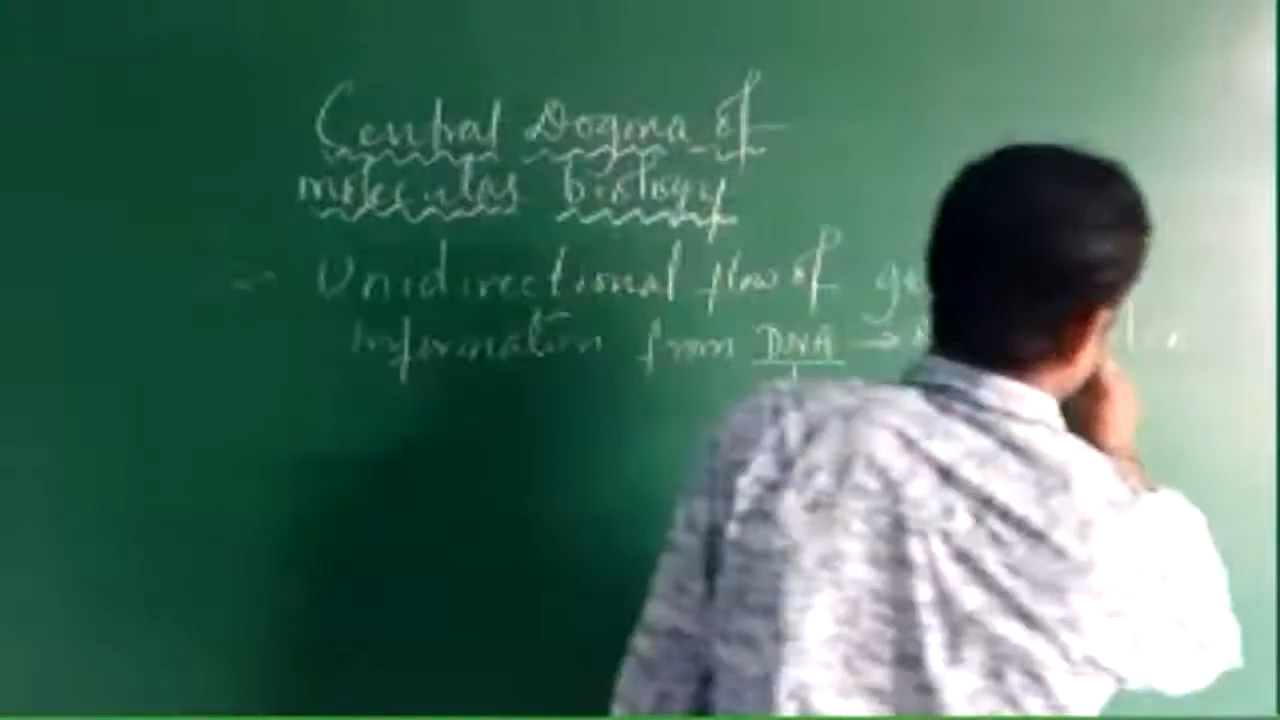 Central Dogma of
molecular biology
Unidirectional flow of
information from DNA →